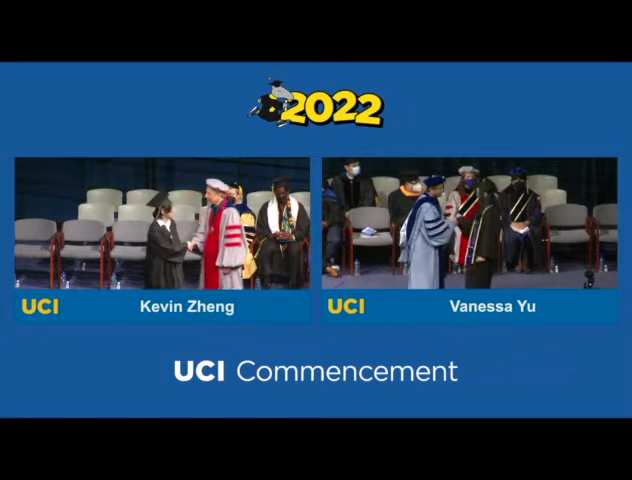 2022
UCI Kevin Zheng
UCI Vanessa Yu
UCI Commencement